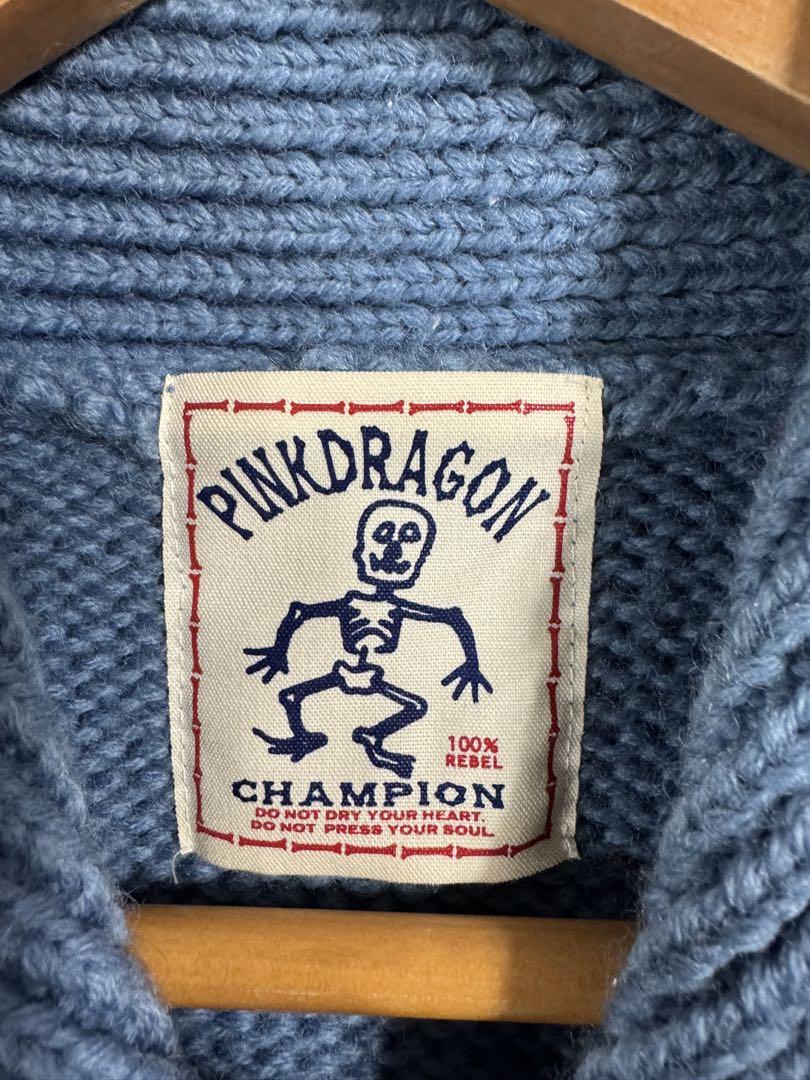 PINKDRAGON
100%
REBEL
CHAMPION
DO NOT DRY YOUR HEART.
DO NOT PRESS YOUR SOUL.